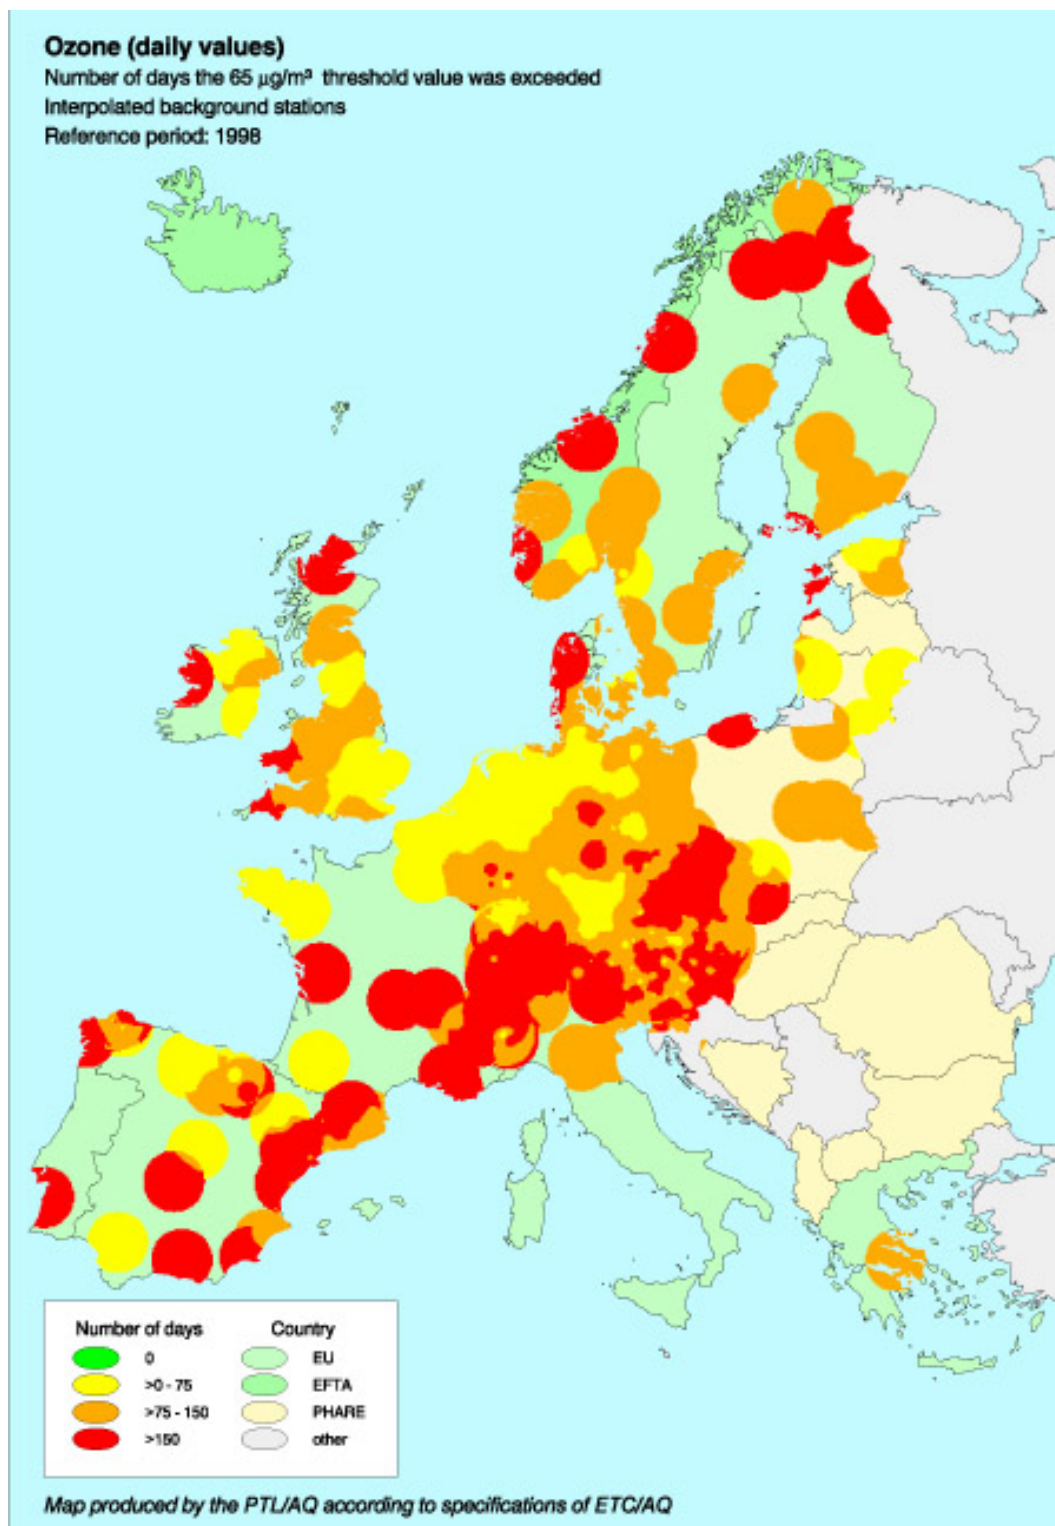 Ozone (daily values)
Number of days the 65 µg/m³ threshold value was exceeded
Interpolated background stations
Reference period: 1998
Number of days
Country
0
EU
>0 - 75
EFTA
>75 - 150
PHARE
>150
other
Map produced by the PTL/AQ according to specifications of ETC/AQ